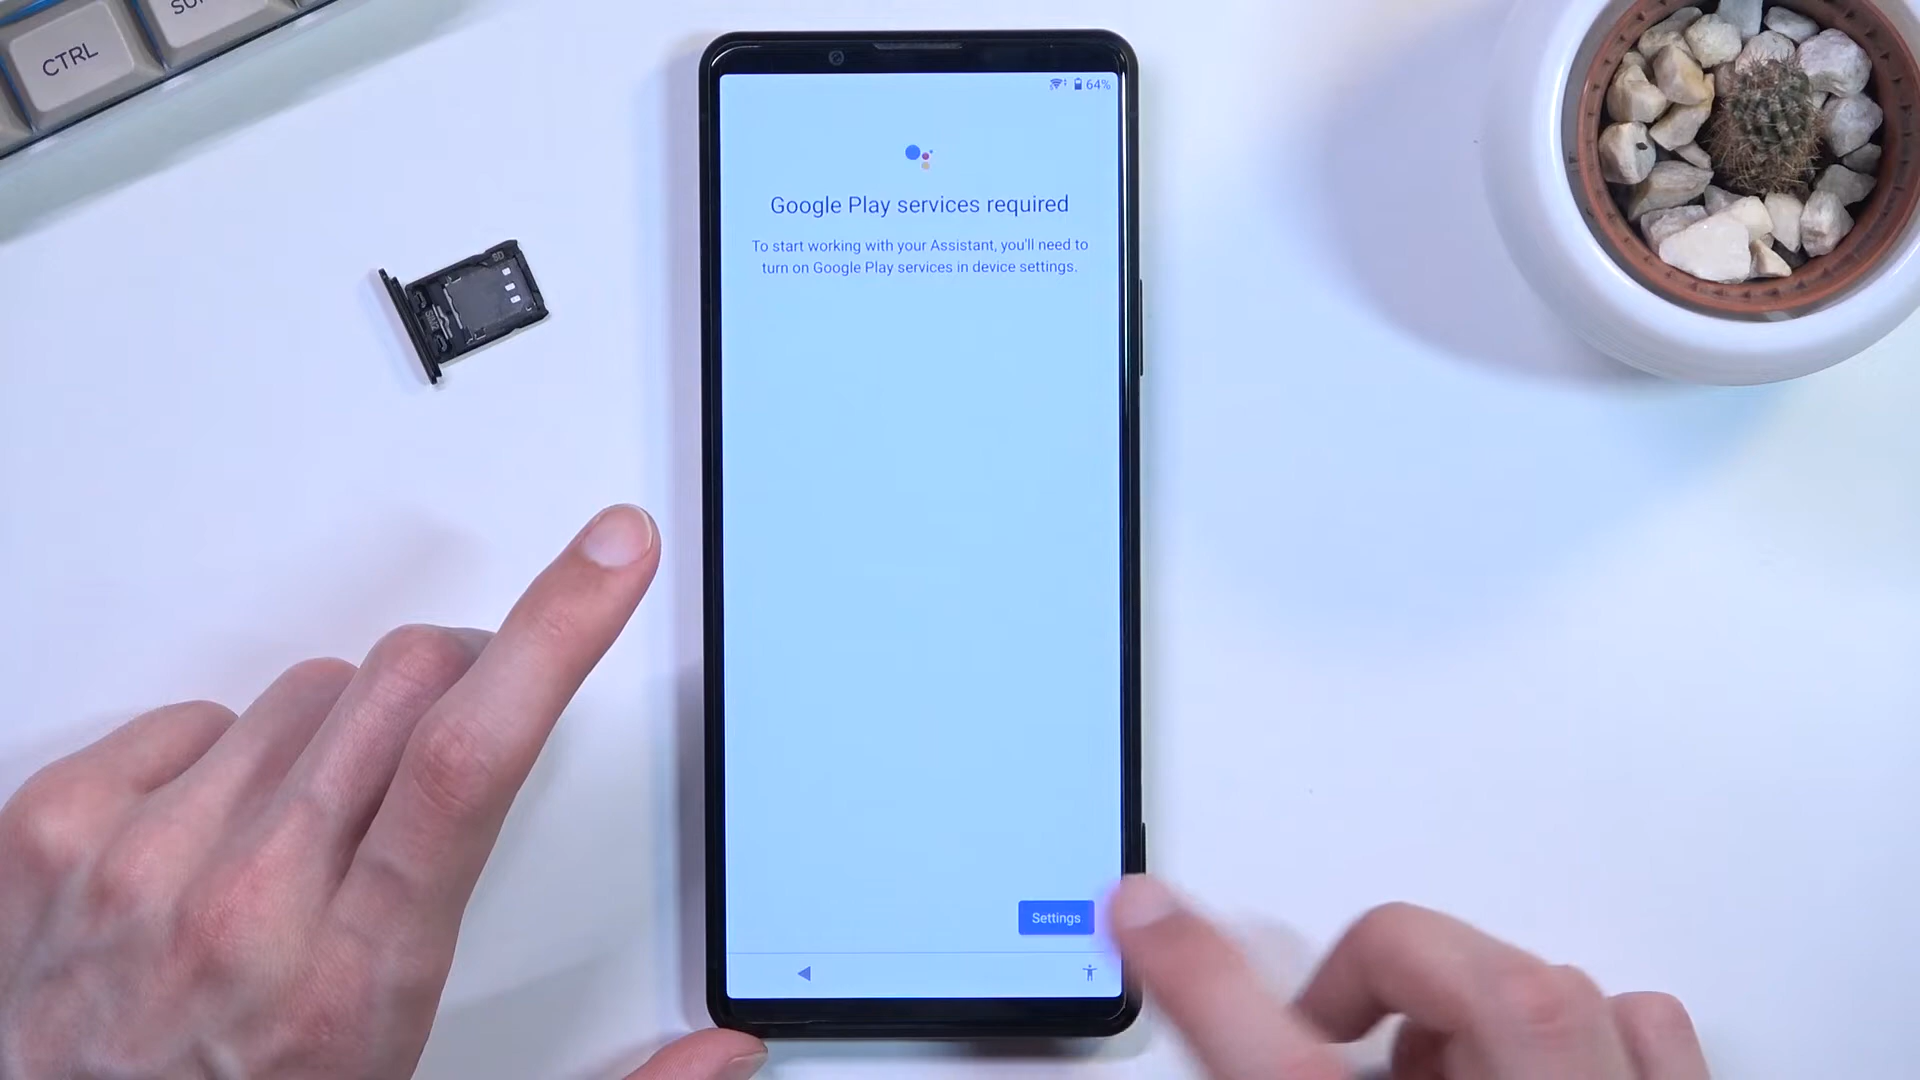 CTRL
64%
Google Play services required
To start working with your Assistant, you'll need to
turn on Google Play services in device settings.
SD
Settings